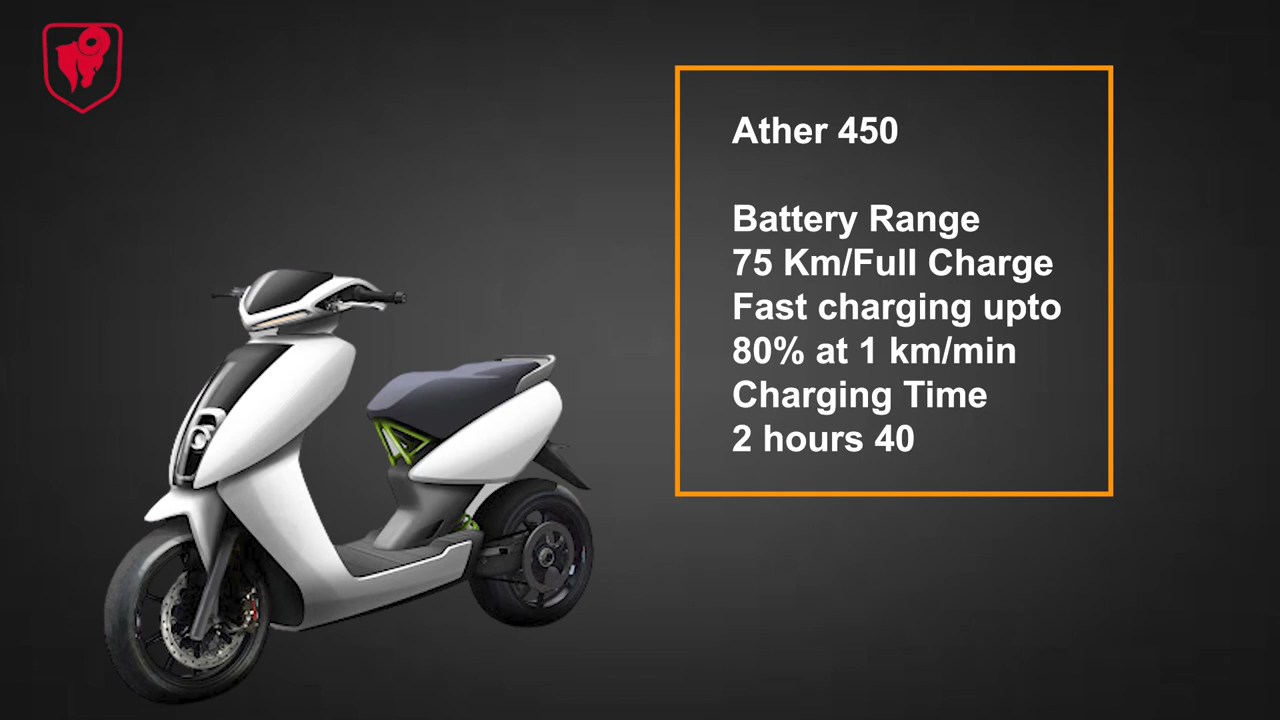 Ather 450
Battery Range
75 Km/Full Charge
Fast charging upto
80% at 1 km/min
Charging Time
2 hours 40